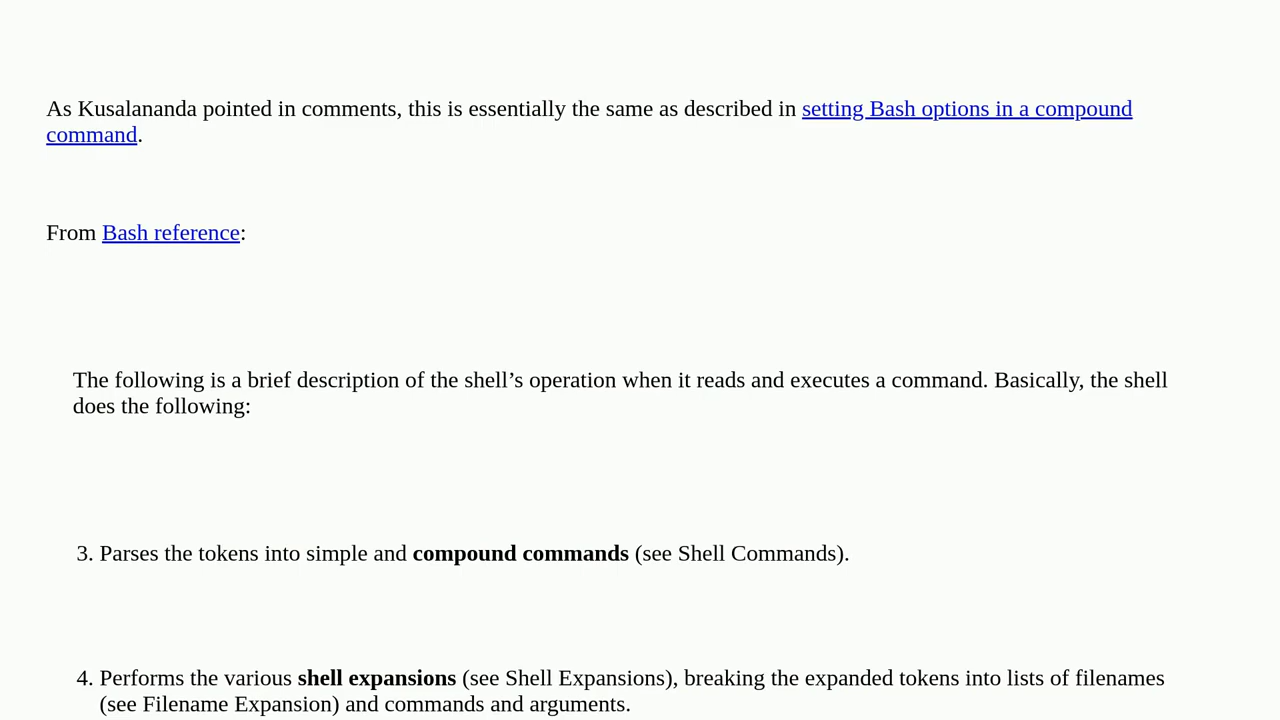 As Kusalananda pointed in comments, this is essentially the same as described in setting Bash options in a compound
command.
From Bash reference:
The following is a brief description of the shell’s operation when it reads and executes a command. Basically, the shell
does the following:
3. Parses the tokens into simple and compound commands (see Shell Commands).
4. Performs the various shell expansions (see Shell Expansions), breaking the expanded tokens into lists of filenames
(see Filename Expansion) and commands and arguments.